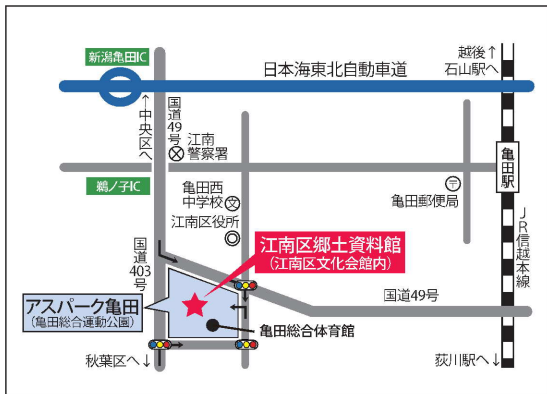 新潟亀田IC
日本海東北自動車道
越後↑
石山駅へ
↑中央区へ
国道49号
江南
警察署
鵜ノ子IC
亀田西
中学校
文
江南区役所
〒
亀田郵便局
亀田駅
JR信越本線
国道403号
江南区郷土資料館
(江南区文化会館内)
アスパーク亀田
(亀田総合運動公園)
国道49号
亀田総合体育館
秋葉区へ↓
荻川駅へ↓